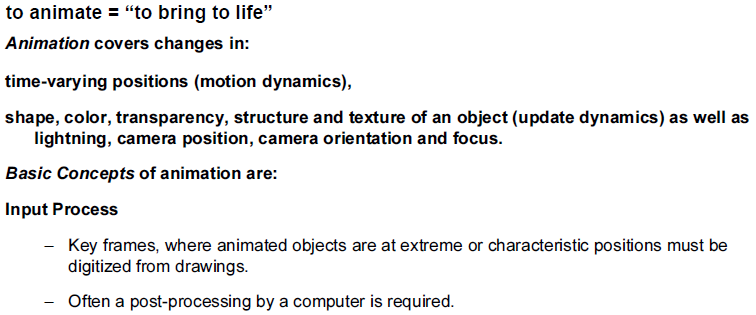 to animate = “to bring to life”
Animation covers changes in:
time-varying positions (motion dynamics),
shape, color, transparency, structure and texture of an object (update dynamics) as well as
lightning, camera position, camera orientation and focus.
Basic Concepts of animation are:
Input Process
– Key frames, where animated objects are at extreme or characteristic positions must be
digitized from drawings.
– Often a post-processing by a computer is required.